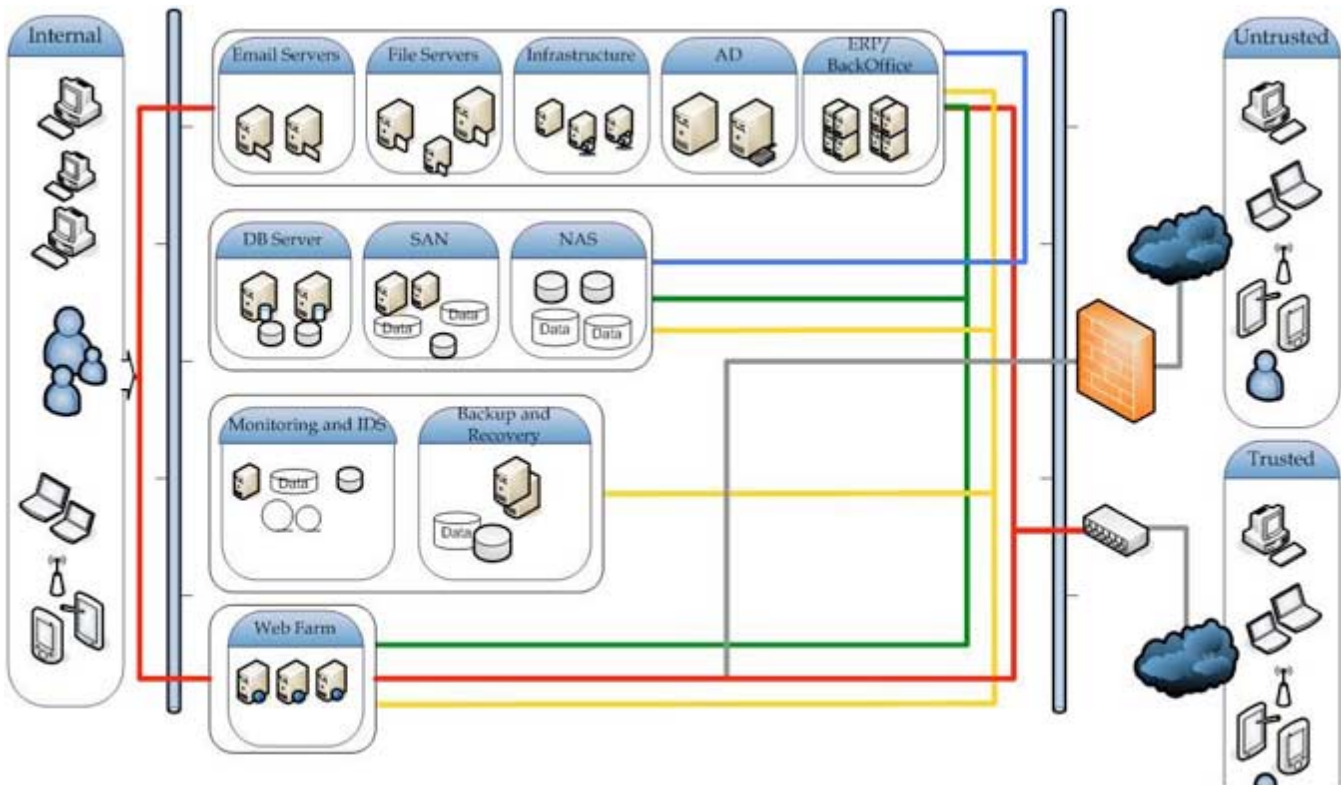 Internal
Email Servers
File Servers
Infrastructure
AD
ERP/
BackOffice
Untrusted
DB Server
SAN
NAS
Data
Data
Data
Data
Monitoring and IDS
Backup and
Recovery
Data
Data
Trusted
Web Farm